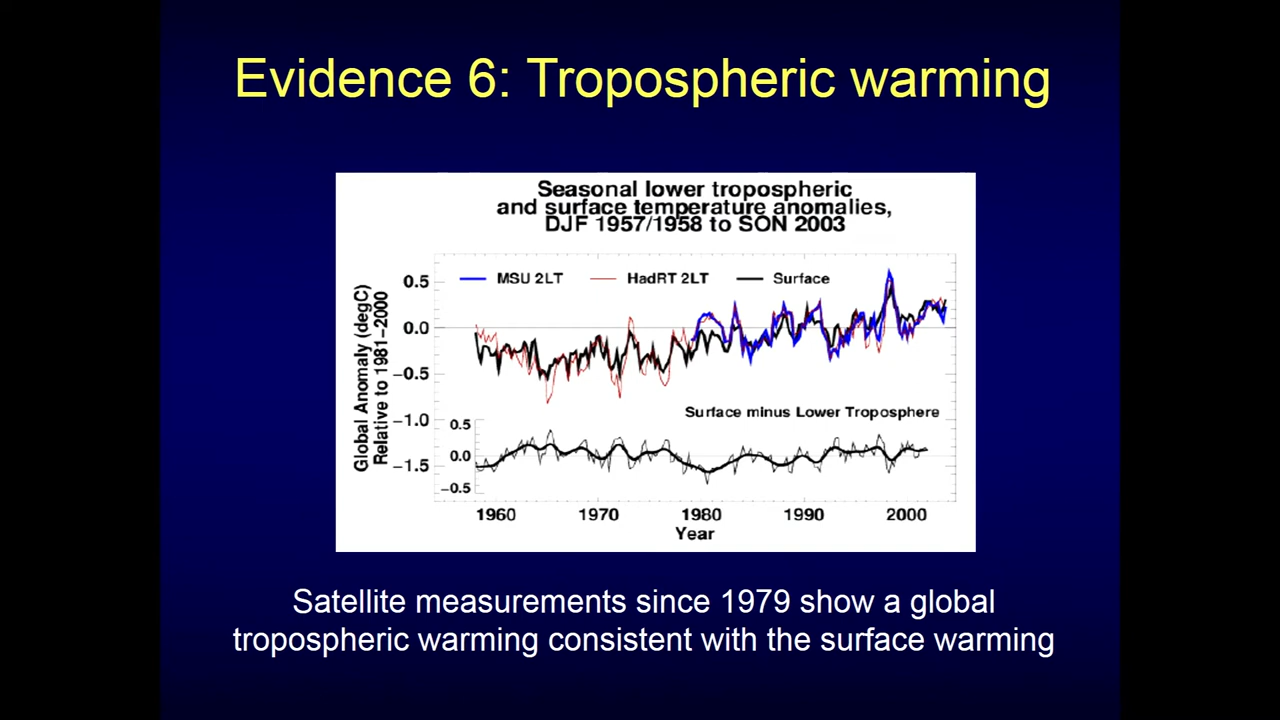 Evidence 6: Tropospheric warming
Seasonal lower tropospheric
and surface temperature anomalies,
DJF 1957/1958 to SON 2003
MSU 2LT HadRT 2LT Surface
Global Anomaly (degC)
Relative to 1981-2000
0.5
0.0
-0.5
-1.0
-1.5
Surface minus Lower Troposphere
0.5
0.0
-0.5
1960 1970 1980 1990 2000
Year
Satellite measurements since 1979 show a global
tropospheric warming consistent with the surface warming